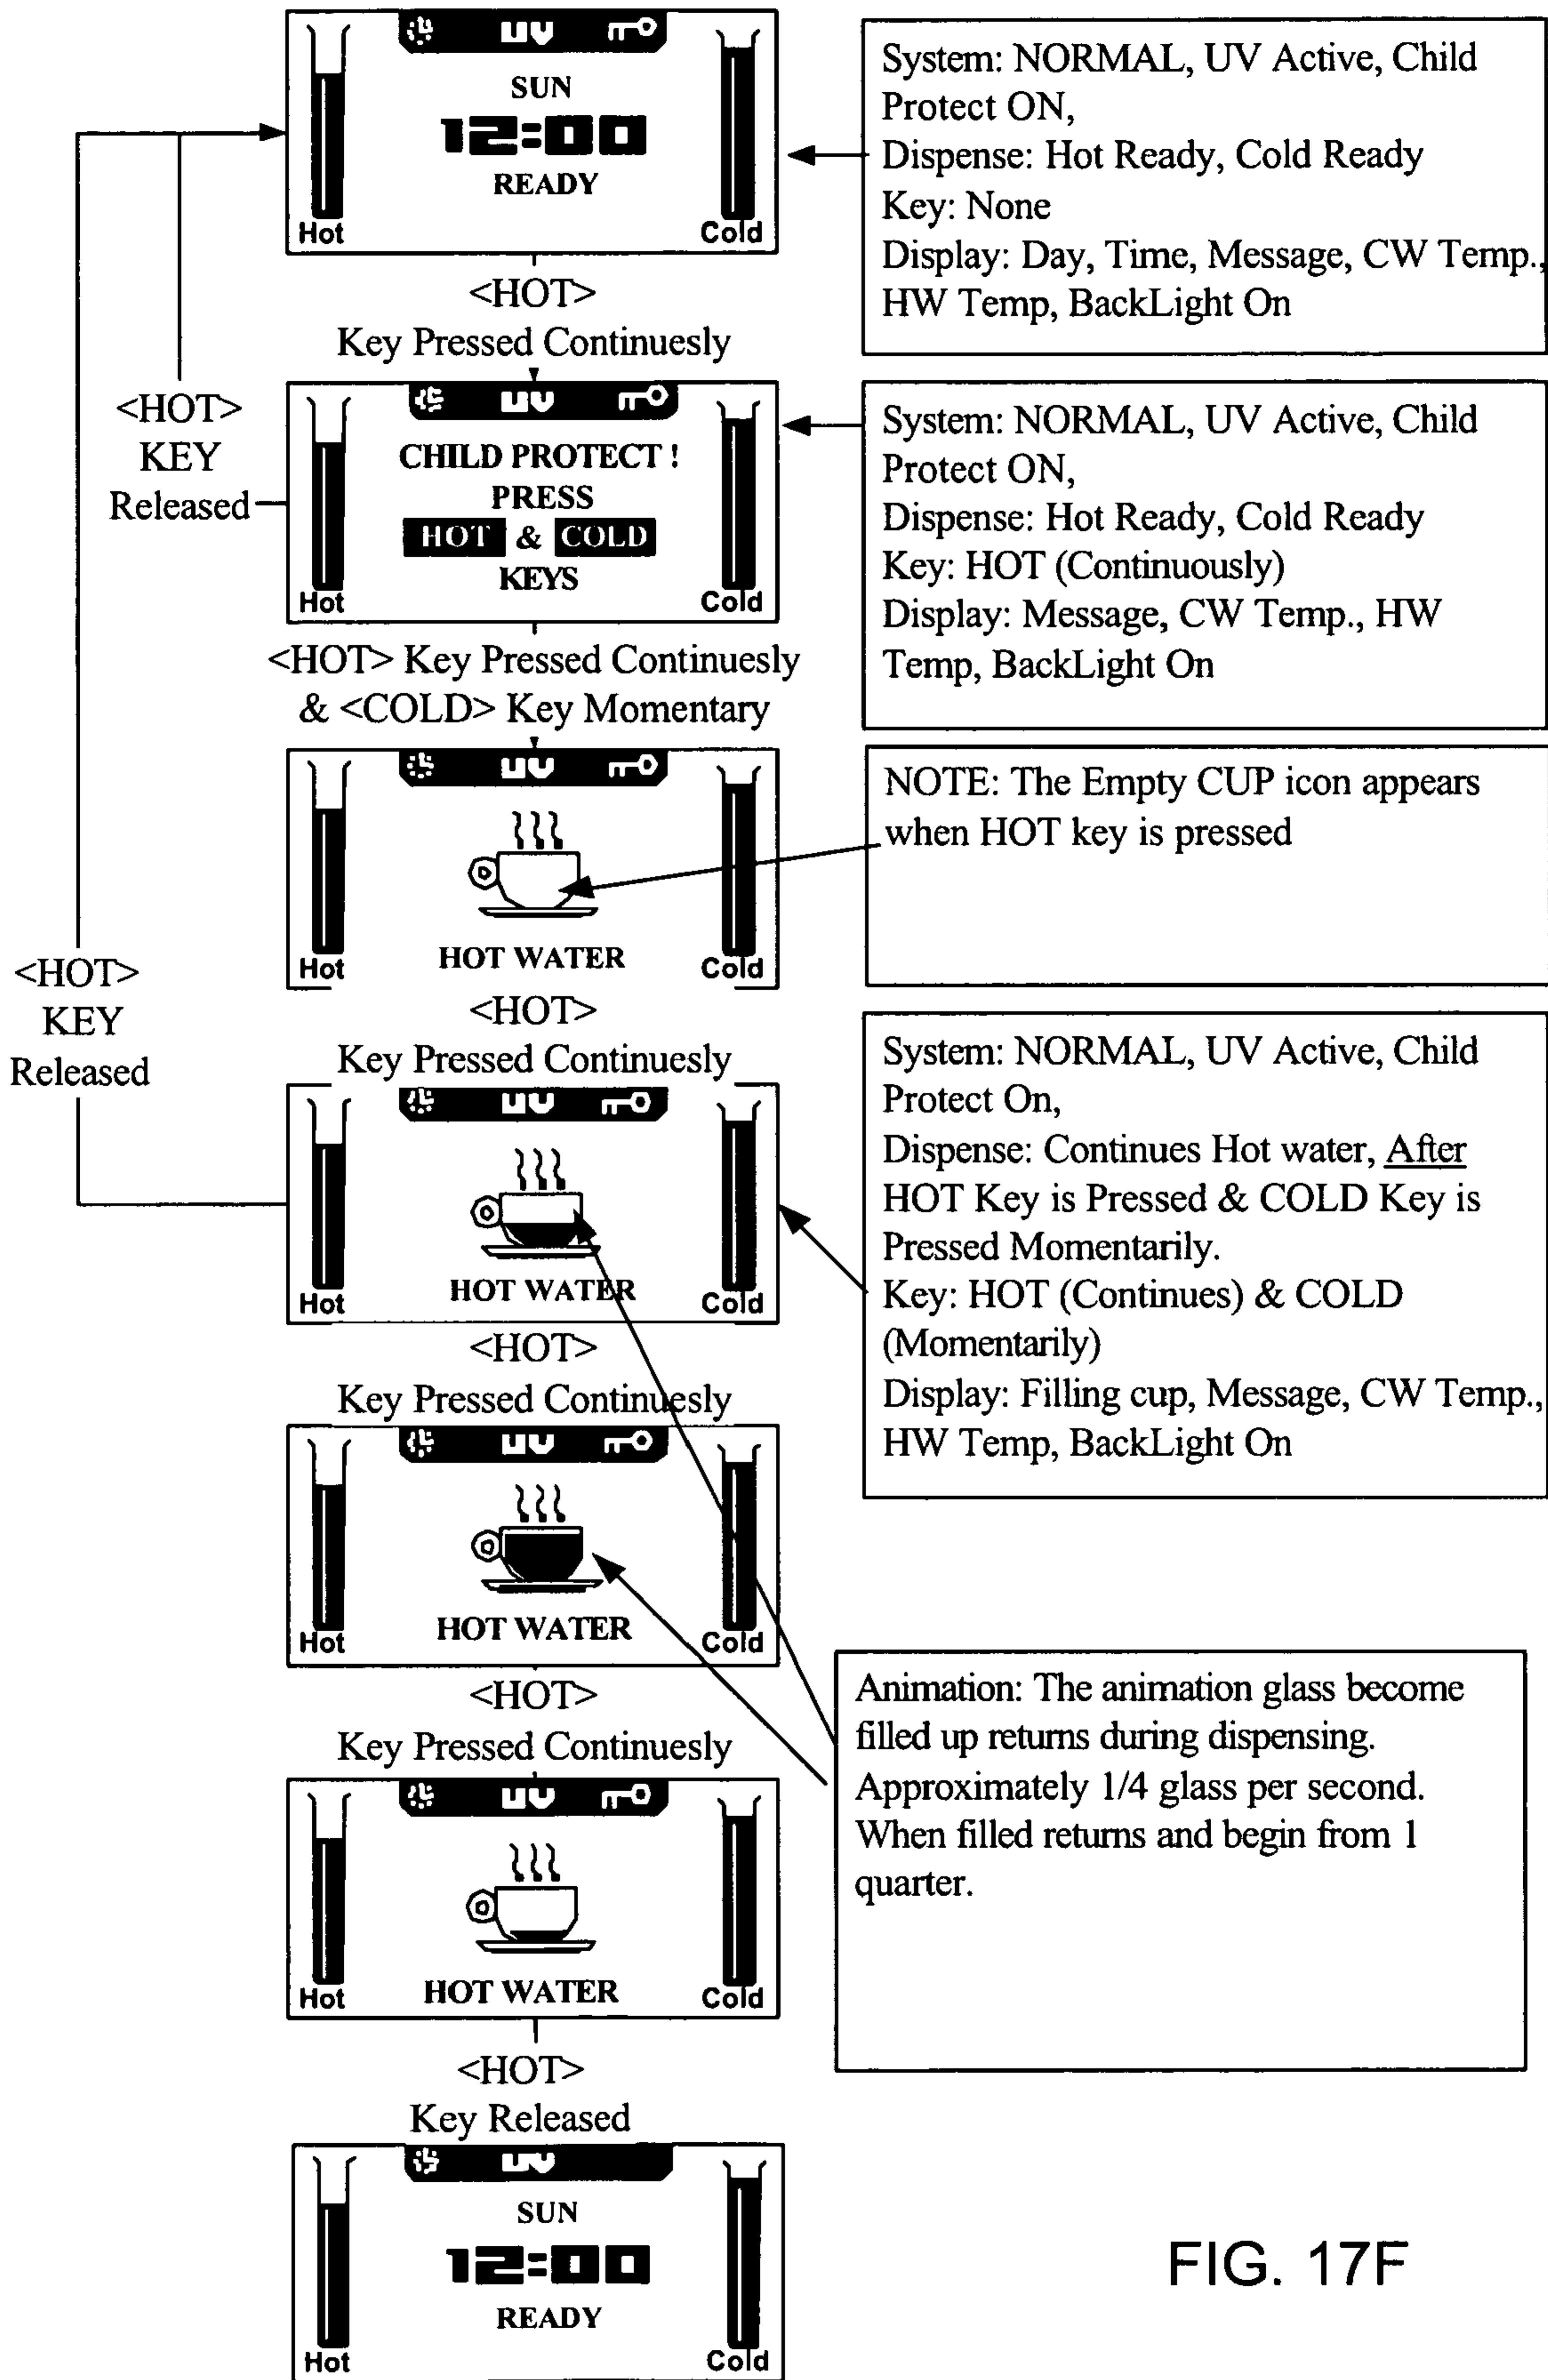 UV
SUN
12:00
READY
Hot
Cold
System: NORMAL, UV Active, Child
Protect ON,
Dispense: Hot Ready, Cold Ready
Key: None
Display: Day, Time, Message, CW Temp.,
HW Temp, BackLight On
<HOT>
Key Pressed Continuesly
<HOT>
KEY
Released
UV
CHILD PROTECT !
PRESS
HOT & COLD
KEYS
Hot
Cold
System: NORMAL, UV Active, Child
Protect ON,
Dispense: Hot Ready, Cold Ready
Key: HOT (Continuously)
Display: Message, CW Temp., HW
Temp, BackLight On
<HOT> Key Pressed Continuesly
& <COLD> Key Momentary
UV
HOT WATER
Hot
Cold
NOTE: The Empty CUP icon appears
when HOT key is pressed
<HOT>
KEY
Released
<HOT>
Key Pressed Continuesly
UV
HOT WATER
Hot
Cold
System: NORMAL, UV Active, Child
Protect On,
Dispense: Continues Hot water, After
HOT Key is Pressed & COLD Key is
Pressed Momentarily.
Key: HOT (Continues) & COLD
(Momentarily)
Display: Filling cup, Message, CW Temp.,
HW Temp, BackLight On
<HOT>
Key Pressed Continuesly
UV
HOT WATER
Hot
Cold
<HOT>
Key Pressed Continuesly
Animation: The animation glass become
filled up returns during dispensing.
Approximately 1/4 glass per second.
When filled returns and begin from 1
quarter.
UV
HOT WATER
Hot
Cold
<HOT>
Key Released
UV
SUN
12:00
READY
Hot
Cold
FIG. 17F